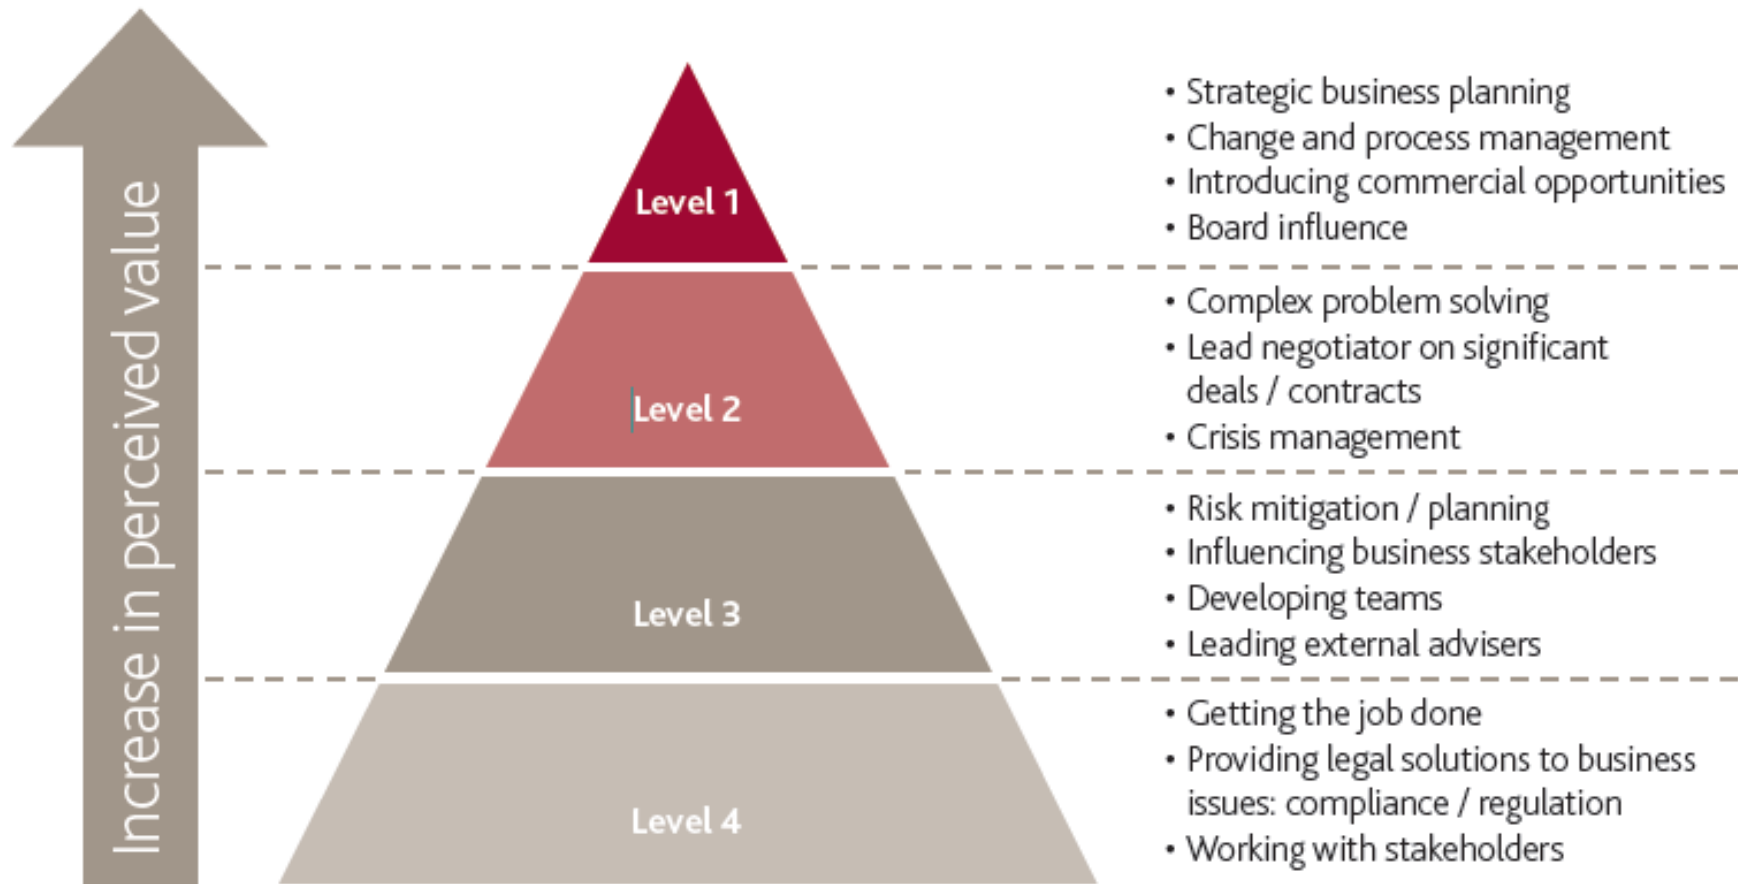 Increase in perceived value
Level 1
• Strategic business planning
• Change and process management
• Introducing commercial opportunities
• Board influence
Level 2
• Complex problem solving
• Lead negotiator on significant
deals / contracts
• Crisis management
Level 3
• Risk mitigation / planning
• Influencing business stakeholders
• Developing teams
• Leading external advisers
Level 4
• Getting the job done
• Providing legal solutions to business
issues: compliance / regulation
• Working with stakeholders